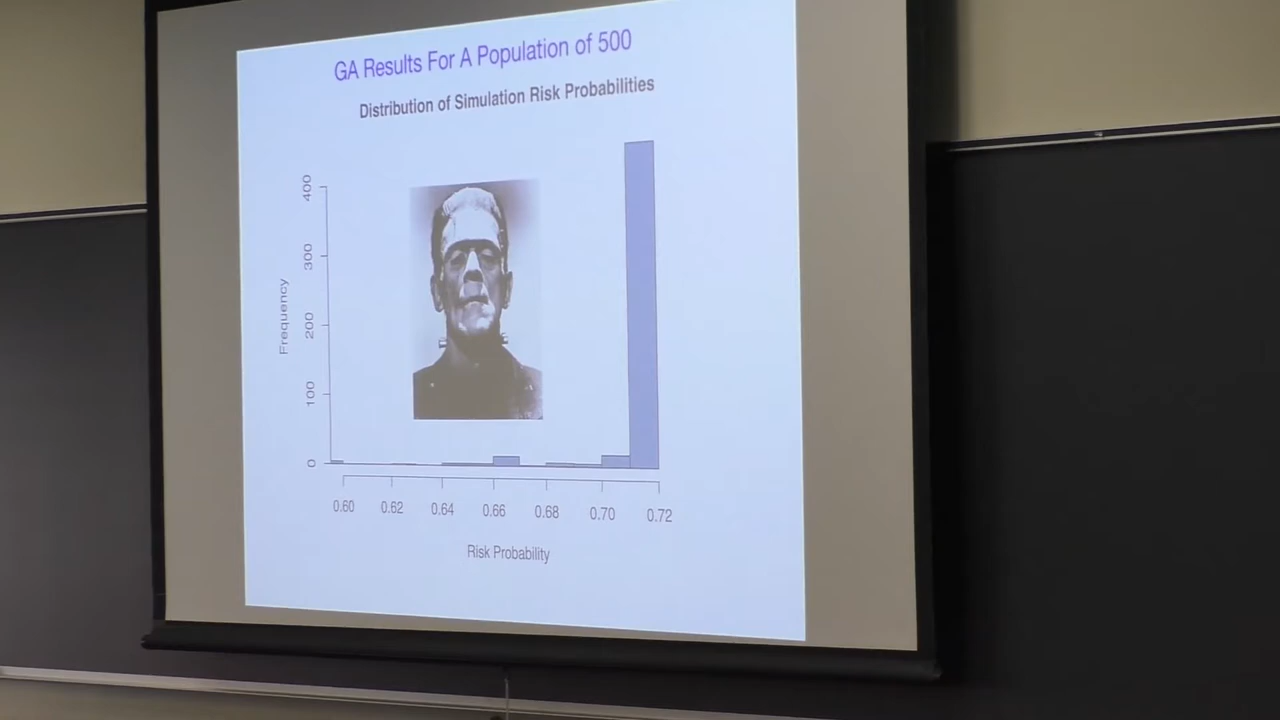 GA Results For A Population of 500
Distribution of Simulation Risk Probabilities
400
300
200
100
0
Frequency
0.60 0.62 0.64 0.66 0.68 0.70 0.72
Risk Probability